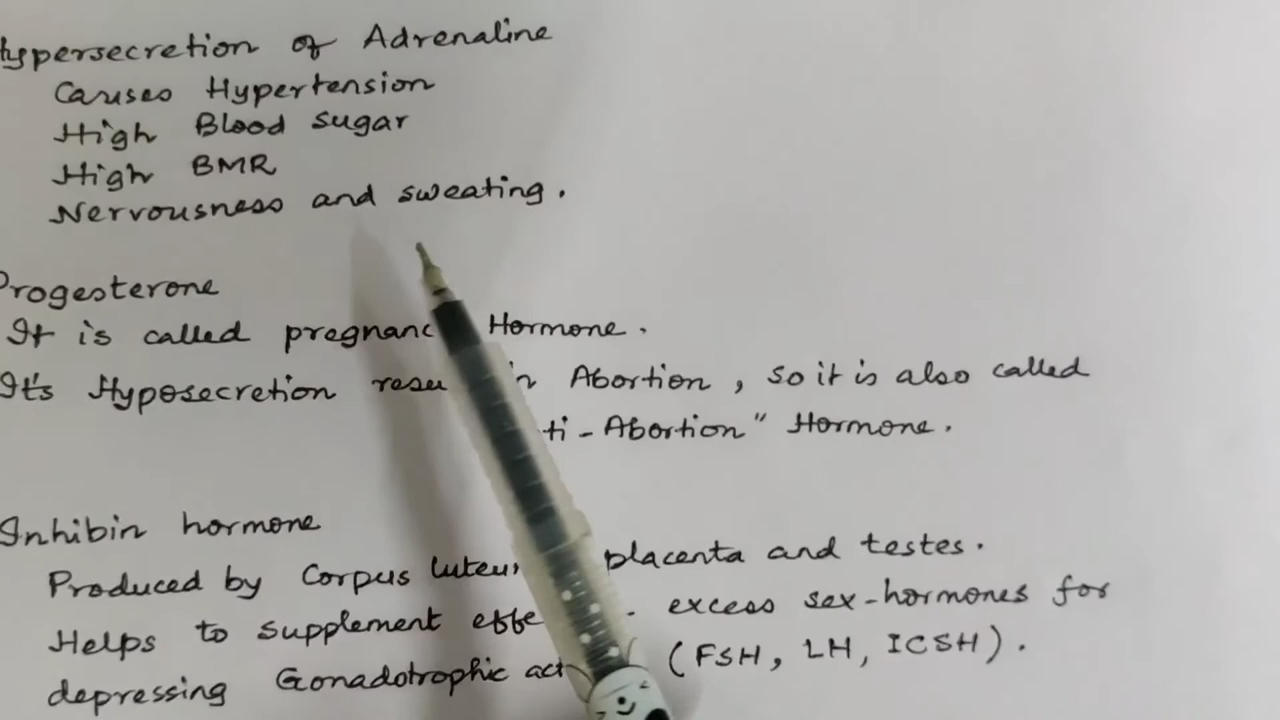 Hypersecretion of Adrenaline
Causes Hypertension
High Blood sugar
High BMR
Nervousness and sweating.
Progesterone
It is called pregnanc Hormone.
It's Hyposecretion resu in Abortion, so it is also called
ti-Abortion" Hormone.
Inhibin hormone
Produced by Corpus luteu placenta and testes.
Helps to supplement effe excess sex-hormones for
depressing Gonadotrophic act (FSH, LH, ICSH).